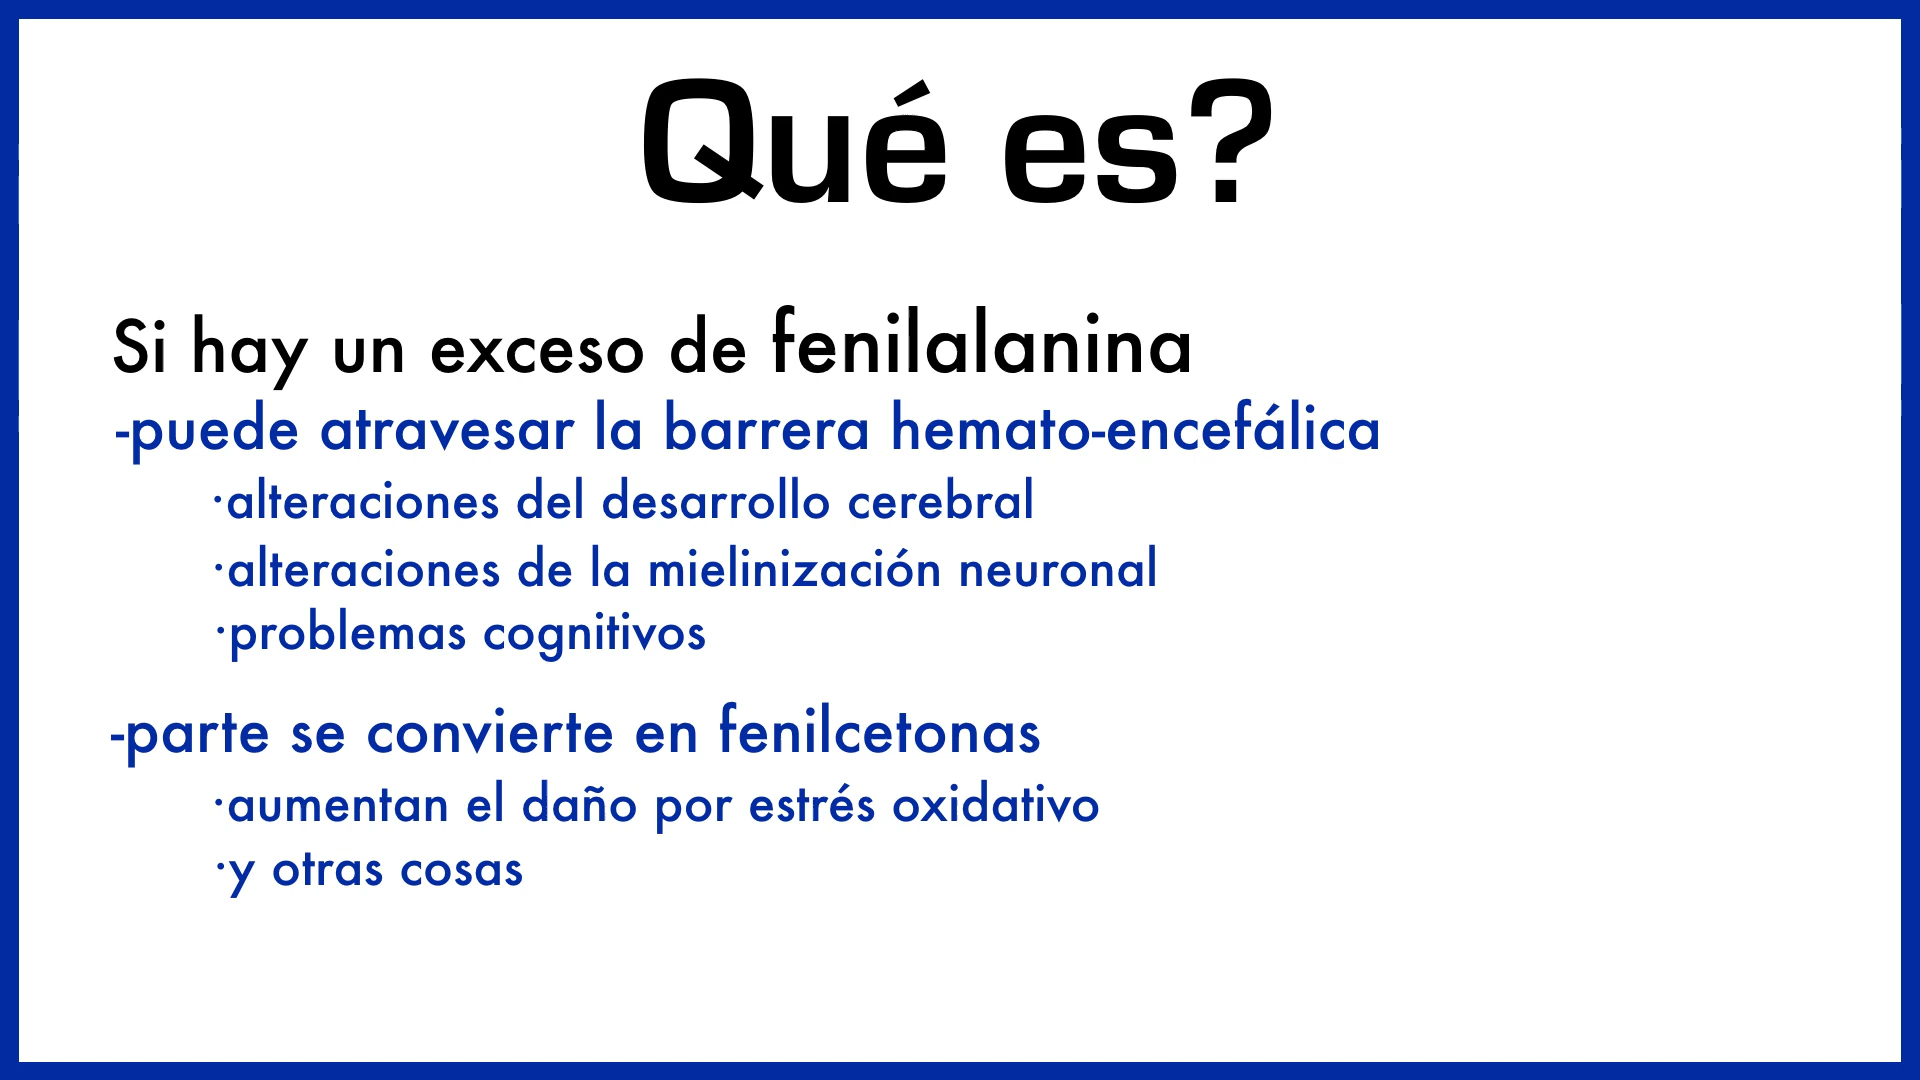 Qué es?
Si hay un exceso de fenilalanina
-puede atravesar la barrera hemato-encefálica
·alteraciones del desarrollo cerebral
·alteraciones de la mielinización neuronal
·problemas cognitivos
-parte se convierte en fenilcetonas
·aumentan el daño por estrés oxidativo
·y otras cosas